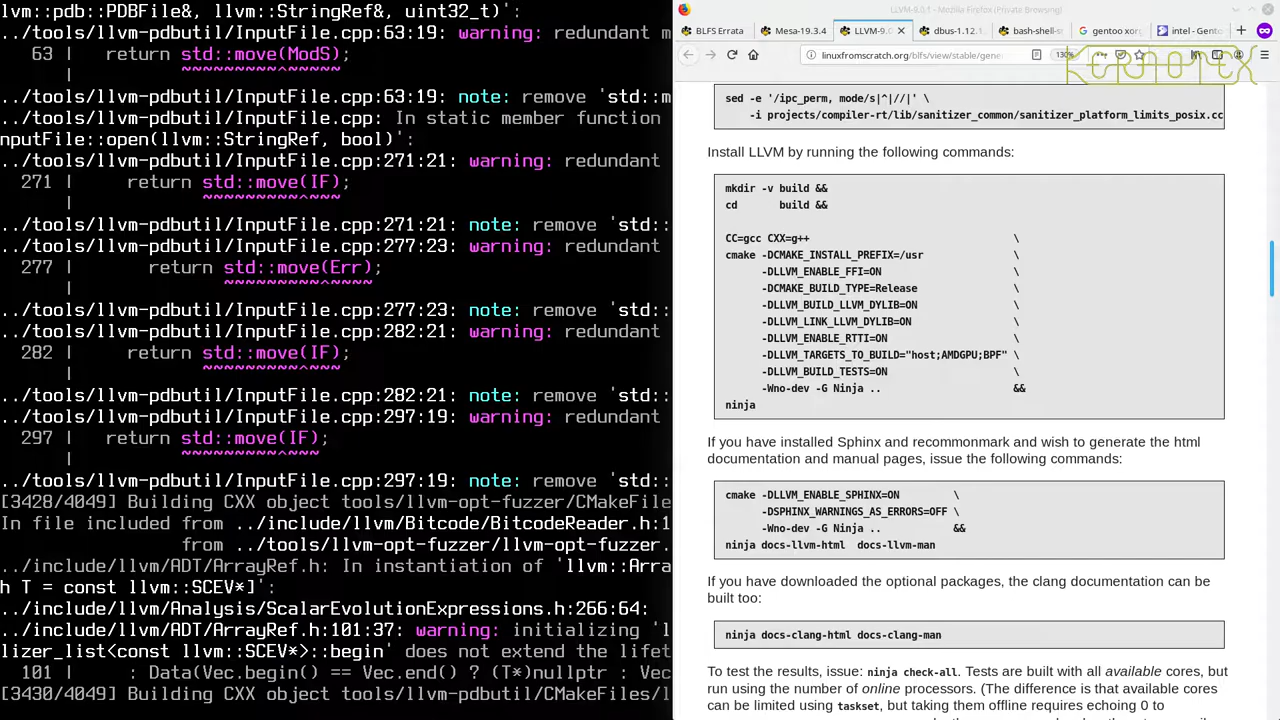 lvm::pdb::PDBFile&, llvm::StringRef&, uint32_t)':
../tools/llvm-pdbutil/InputFile.cpp:63:19: warning: redundant m
63 | return std::move(ModS);
| ~~~~~~~~~^~~~~~
../tools/llvm-pdbutil/InputFile.cpp:63:19: note: remove 'std::m
../tools/llvm-pdbutil/InputFile.cpp: In static member function
nputFile::open(llvm::StringRef, bool)':
../tools/llvm-pdbutil/InputFile.cpp:271:21: warning: redundant
271 | return std::move(IF);
| ~~~~~~~~~^~~~
../tools/llvm-pdbutil/InputFile.cpp:271:21: note: remove 'std::
../tools/llvm-pdbutil/InputFile.cpp:277:23: warning: redundant
277 | return std::move(Err);
| ~~~~~~~~~^~~~~
../tools/llvm-pdbutil/InputFile.cpp:277:23: note: remove 'std::
../tools/llvm-pdbutil/InputFile.cpp:282:21: warning: redundant
282 | return std::move(IF);
| ~~~~~~~~~^~~~
../tools/llvm-pdbutil/InputFile.cpp:282:21: note: remove 'std::
../tools/llvm-pdbutil/InputFile.cpp:297:19: warning: redundant
297 | return std::move(IF);
| ~~~~~~~~~^~~~
../tools/llvm-pdbutil/InputFile.cpp:297:19: note: remove 'std::
[3428/4049] Building CXX object tools/llvm-opt-fuzzer/CMakeFile
In file included from ../include/llvm/Bitcode/BitcodeReader.h:1
from ../tools/llvm-opt-fuzzer/llvm-opt-fuzzer.
../include/llvm/ADT/ArrayRef.h: In instantiation of 'llvm::Arra
h T = const llvm::SCEV*]':
../include/llvm/Analysis/ScalarEvolutionExpressions.h:266:64:
../include/llvm/ADT/ArrayRef.h:101:37: warning: initializing 'l
lizer_list<const llvm::SCEV*>::begin' does not extend the lifet
101 | : Data(Vec.begin() == Vec.end() ? (T*)nullptr : Vec
[3430/4049] Building CXX object tools/llvm-pdbutil/CMakeFiles/l
LLVM-9.0.1 - Mozilla Firefox (Private Browsing)
BLFS Errata
Mesa-19.3.4
LLVM-9.0
dbus-1.12.
bash-shell-s
gentoo xorg
intel - Gento
linuxfromscratch.org/blfs/view/stable/gene
130%
KERNOTEX
sed -e '/ipc_perm, mode/s|^|//|' \
-i projects/compiler-rt/lib/sanitizer_common/sanitizer_platform_limits_posix.cc
Install LLVM by running the following commands:
mkdir -v build &&
cd build &&
CC=gcc CXX=g++ \
cmake -DCMAKE_INSTALL_PREFIX=/usr \
-DLLVM_ENABLE_FFI=ON \
-DCMAKE_BUILD_TYPE=Release \
-DLLVM_BUILD_LLVM_DYLIB=ON \
-DLLVM_LINK_LLVM_DYLIB=ON \
-DLLVM_ENABLE_RTTI=ON \
-DLLVM_TARGETS_TO_BUILD="host;AMDGPU;BPF" \
-DLLVM_BUILD_TESTS=ON \
-Wno-dev -G Ninja .. &&
ninja
If you have installed Sphinx and recommonmark and wish to generate the html
documentation and manual pages, issue the following commands:
cmake -DLLVM_ENABLE_SPHINX=ON \
-DSPHINX_WARNINGS_AS_ERRORS=OFF \
-Wno-dev -G Ninja .. &&
ninja docs-llvm-html docs-llvm-man
If you have downloaded the optional packages, the clang documentation can be
built too:
ninja docs-clang-html docs-clang-man
To test the results, issue: ninja check-all. Tests are built with all available cores, but
run using the number of online processors. (The difference is that available cores
can be limited using taskset, but taking them offline requires echoing 0 to